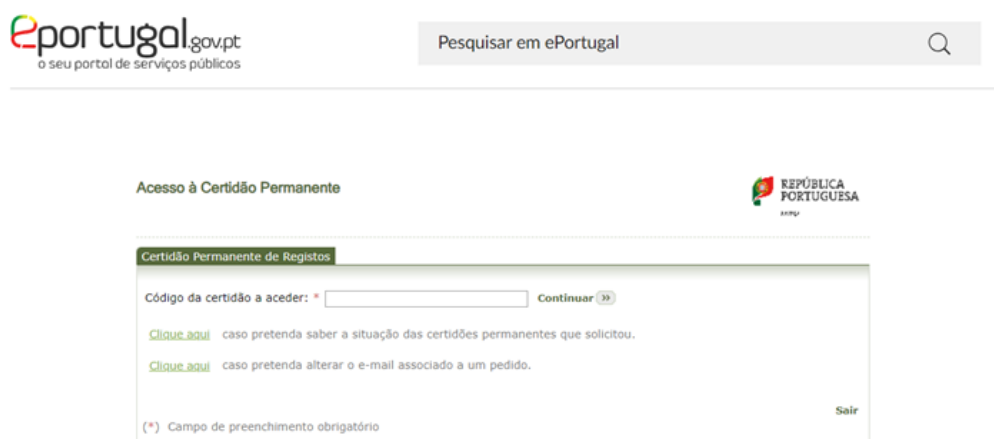 eportugal.gov.pt
o seu portal de serviços públicos
Pesquisar em ePortugal
Acesso à Certidão Permanente
REPÚBLICA
PORTUGUESA
Certidão Permanente de Registos
Código da certidão a aceder: *
Continuar »
Clique aqui caso pretenda saber a situação das certidões permanentes que solicitou.
Clique aqui caso pretenda alterar o e-mail associado a um pedido.
Sair
(*) Campo de preenchimento obrigatório